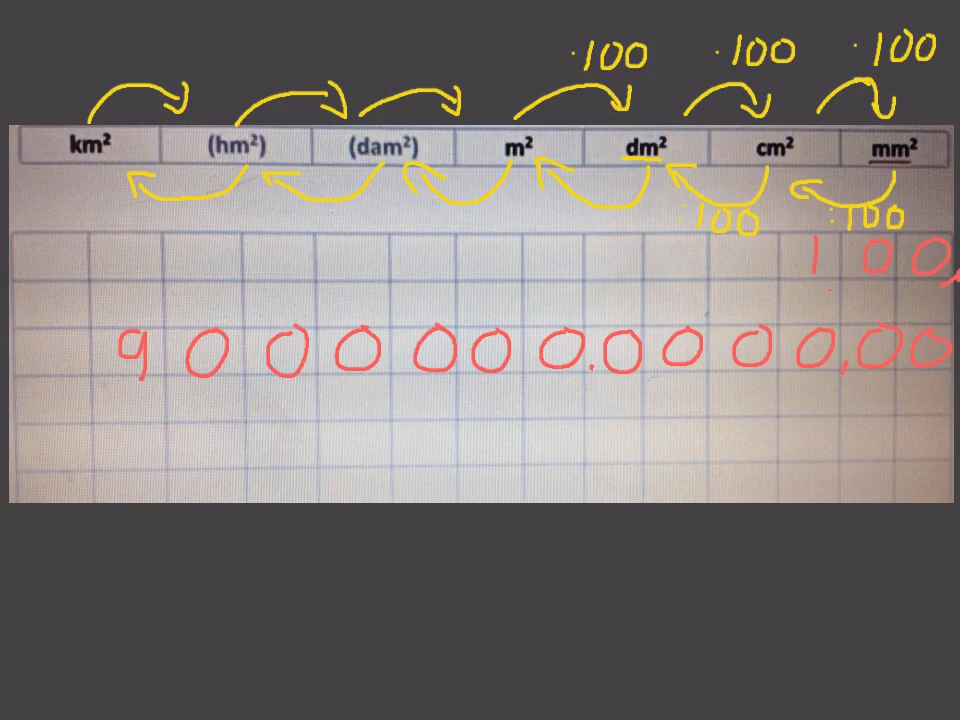 ·100 ·100 ·100
km² (hm²) (dam²) m² dm² cm² mm²
:100 :100
1 0 0,
9 0 0 0 0 0 0.0 0 0 0,0 0